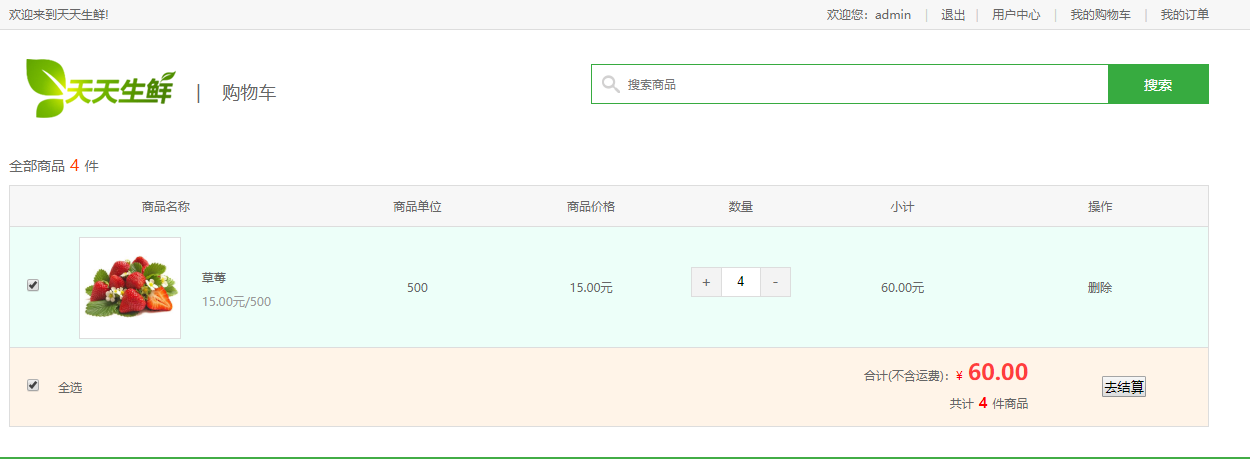 欢迎来到天天生鲜!
欢迎您：admin | 退出 | 用户中心 | 我的购物车 | 我的订单
天天生鲜 | 购物车
搜索商品 搜索
全部商品 4 件
商品名称 商品单位 商品价格 数量 小计 操作
草莓
15.00元/500
500 15.00元 + 4 - 60.00元 删除
全选
合计(不含运费)：¥ 60.00
共计 4 件商品
去结算